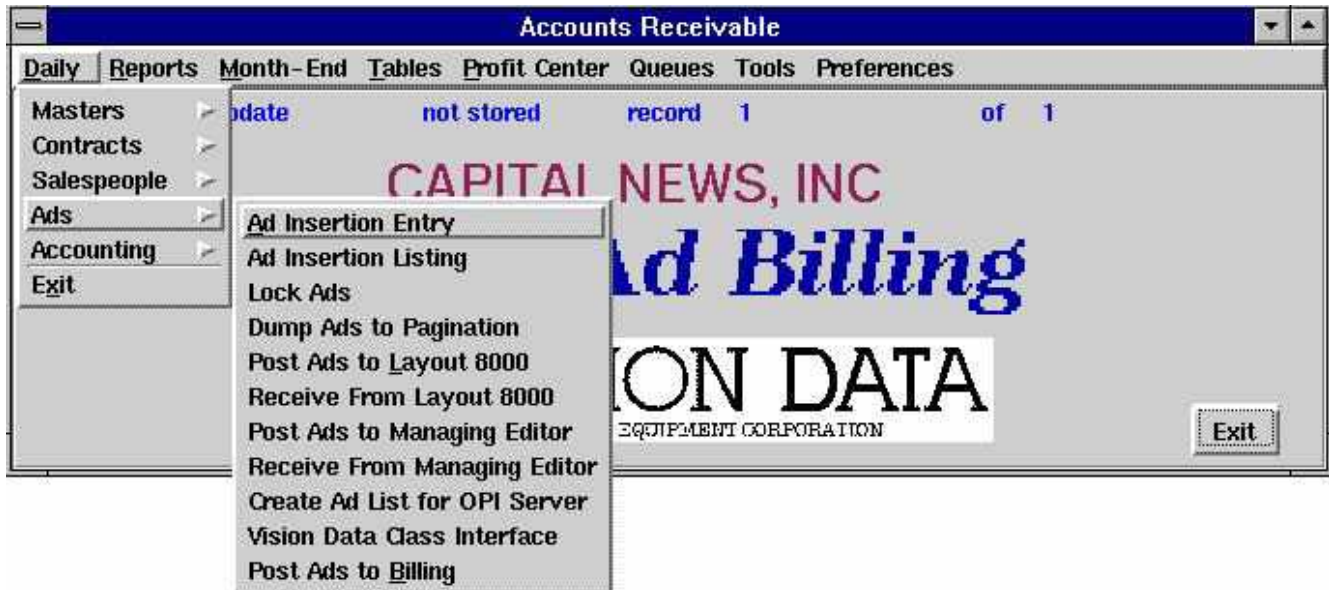 Accounts Receivable
Daily Reports Month-End Tables Profit Center Queues Tools Preferences
Masters
Contracts
Salespeople
Ads
Accounting
Exit
not stored record 1 of 1
CAPITAL NEWS, INC
Ad Billing
Ad Insertion Entry
Ad Insertion Listing
Lock Ads
Dump Ads to Pagination
Post Ads to Layout 8000
Receive From Layout 8000
Post Ads to Managing Editor
Receive From Managing Editor
Create Ad List for OPI Server
Vision Data Class Interface
Post Ads to Billing
DATA
EQUIPMENT CORPORATION
Exit